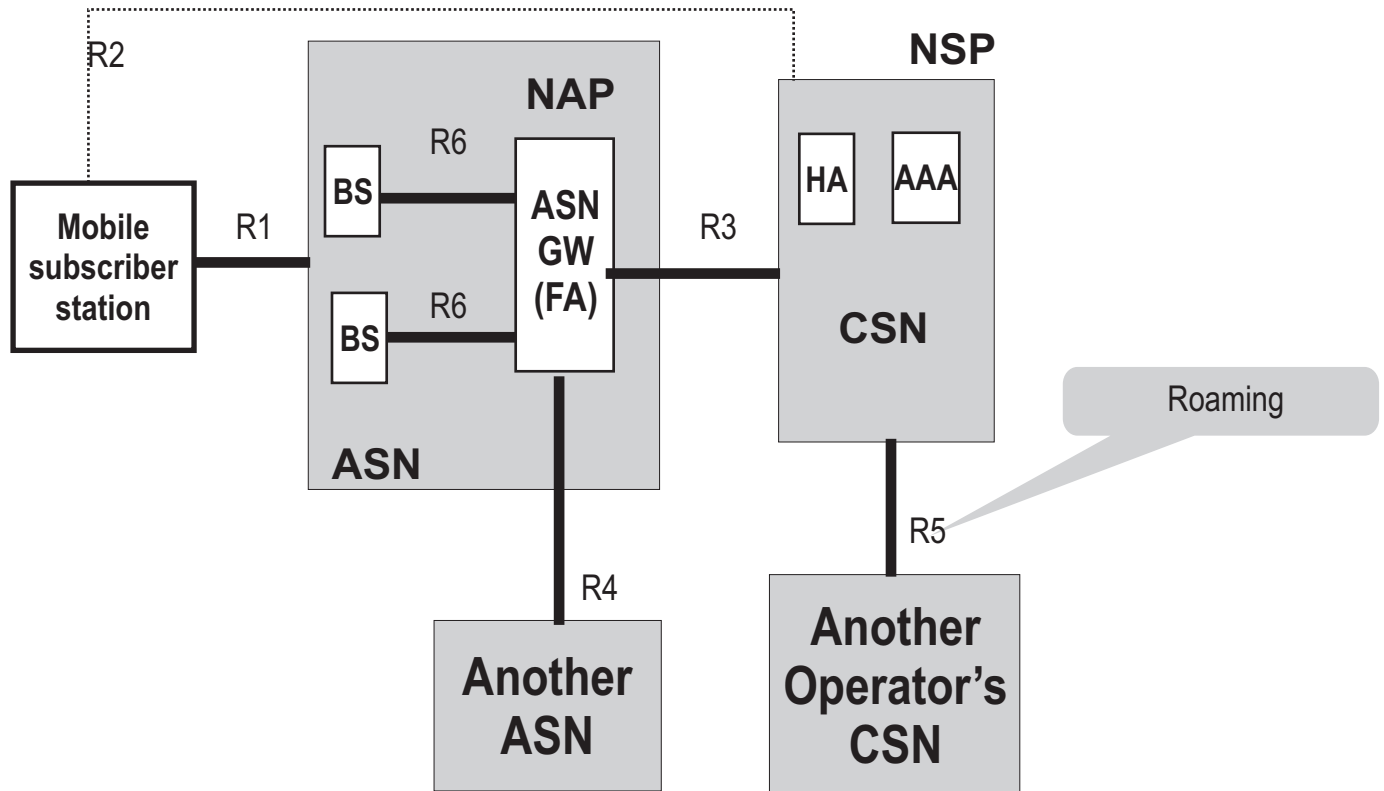 R2
NSP
NAP
R6
BS
ASN
GW
(FA)
HA
AAA
Mobile
subscriber
station
R1
R3
R6
BS
CSN
Roaming
ASN
R5
R4
Another
ASN
Another
Operator’s
CSN